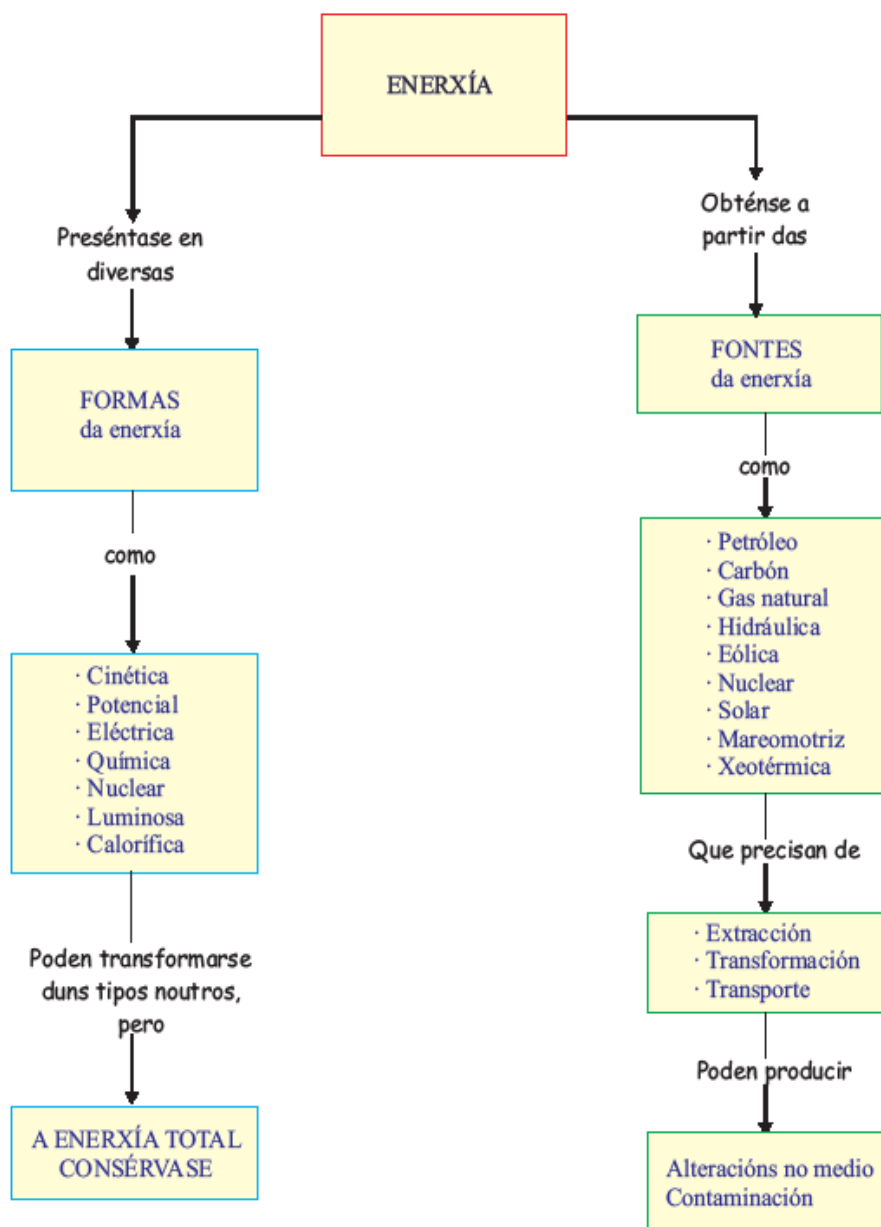 ENERXÍA
Preséntase en
diversas
FORMAS
da enerxía
como
· Cinética
· Potencial
· Eléctrica
· Química
· Nuclear
· Luminosa
· Calorífica
Poden transformarse
duns tipos noutros,
pero
A ENERXÍA TOTAL
CONSÉRVASE
Obténse a
partir das
FONTES
da enerxía
como
· Petróleo
· Carbón
· Gas natural
· Hidráulica
· Eólica
· Nuclear
· Solar
· Mareomotriz
· Xeotérmica
Que precisan de
· Extracción
· Transformación
· Transporte
Poden producir
Alteracións no medio
Contaminación